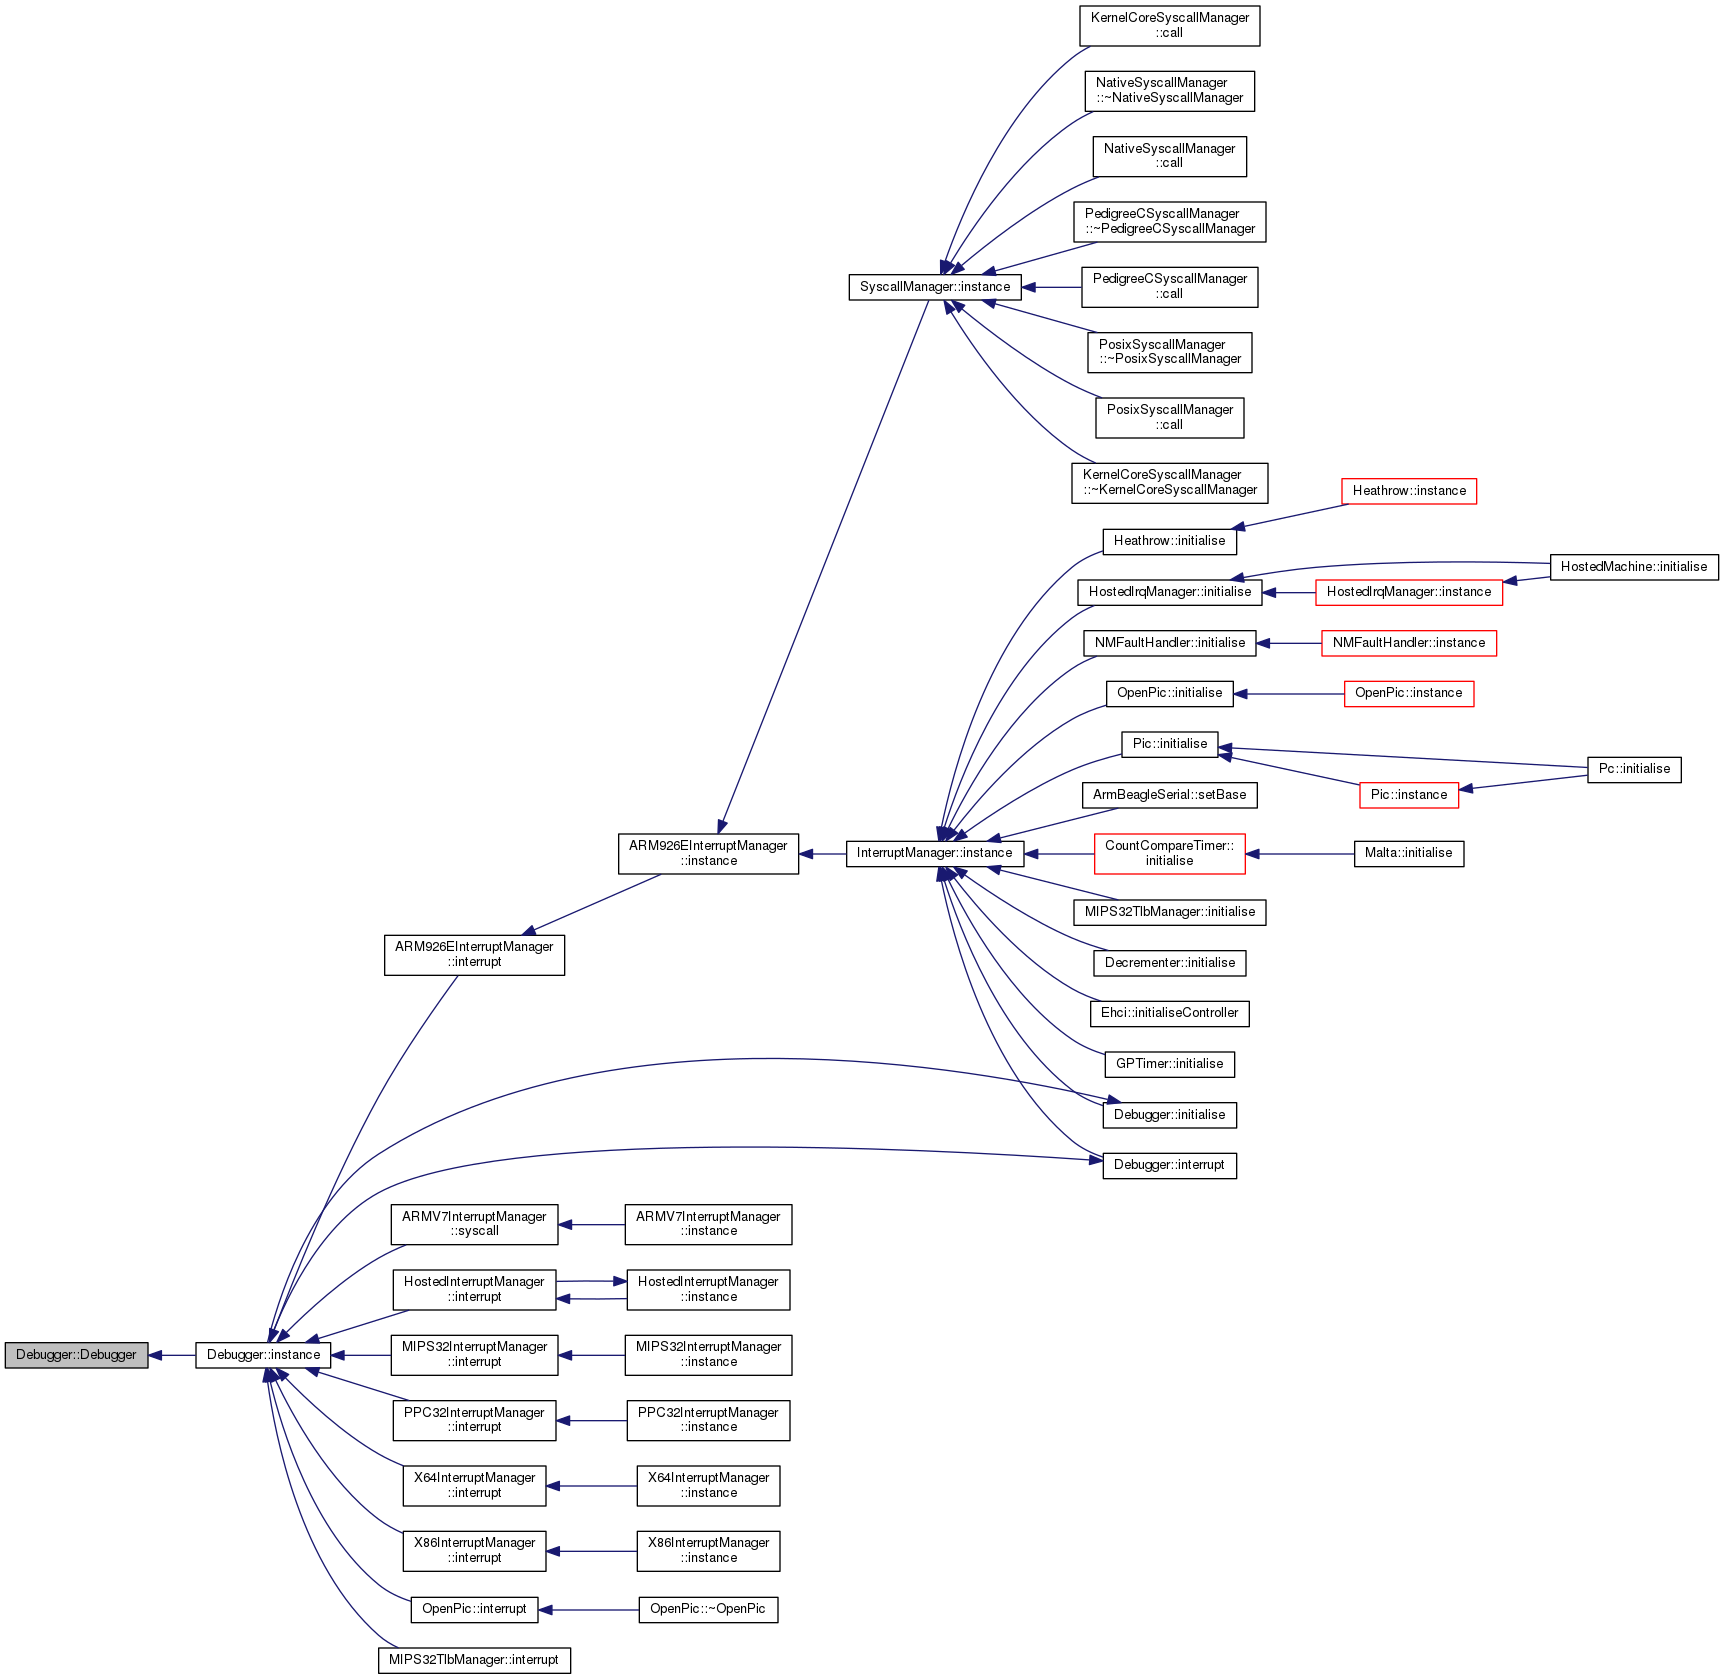 KernelCoreSyscallManager
::call
NativeSyscallManager
::~NativeSyscallManager
NativeSyscallManager
::call
PedigreeCSyscallManager
::~PedigreeCSyscallManager
SyscallManager::instance
PedigreeCSyscallManager
::call
PosixSyscallManager
::~PosixSyscallManager
PosixSyscallManager
::call
KernelCoreSyscallManager
::~KernelCoreSyscallManager
Heathrow::instance
Heathrow::initialise
HostedMachine::initialise
HostedIrqManager::initialise
HostedIrqManager::instance
NMFaultHandler::initialise
NMFaultHandler::instance
OpenPic::initialise
OpenPic::instance
Pic::initialise
Pc::initialise
Pic::instance
ArmBeagleSerial::setBase
ARM926EInterruptManager
::instance
InterruptManager::instance
CountCompareTimer::
initialise
Malta::initialise
MIPS32TlbManager::initialise
ARM926EInterruptManager
::interrupt
Decrementer::initialise
Ehci::initialiseController
GPTimer::initialise
Debugger::initialise
Debugger::interrupt
ARMV7InterruptManager
::syscall
ARMV7InterruptManager
::instance
HostedInterruptManager
::interrupt
HostedInterruptManager
::instance
Debugger::Debugger
Debugger::instance
MIPS32InterruptManager
::interrupt
MIPS32InterruptManager
::instance
PPC32InterruptManager
::interrupt
PPC32InterruptManager
::instance
X64InterruptManager
::interrupt
X64InterruptManager
::instance
X86InterruptManager
::interrupt
X86InterruptManager
::instance
OpenPic::interrupt
OpenPic::~OpenPic
MIPS32TlbManager::interrupt